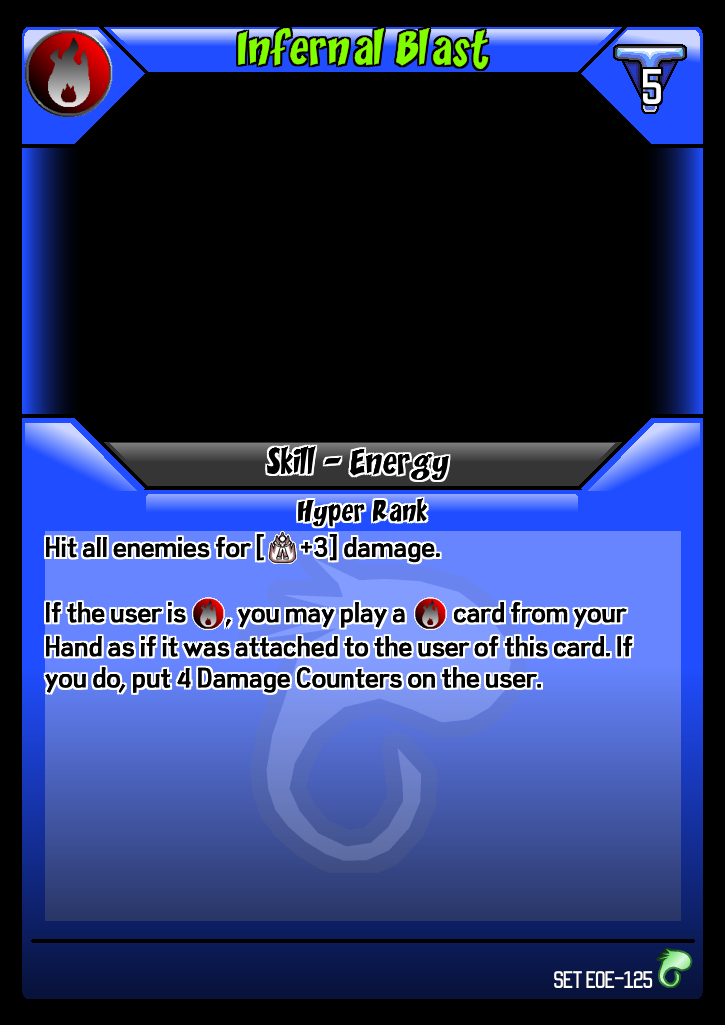 Infernal Blast
5
Skill - Energy
Hyper Rank
Hit all enemies for [ +3] damage.
If the user is , you may play a card from your
Hand as if it was attached to the user of this card. If
you do, put 4 Damage Counters on the user.
SET EOE-125